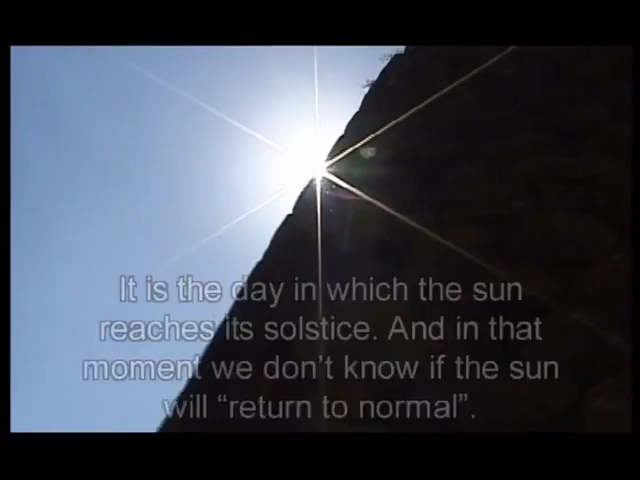 It is the day in which the sun
reaches its solstice. And in that
moment we don't know if the sun
will “return to normal”.